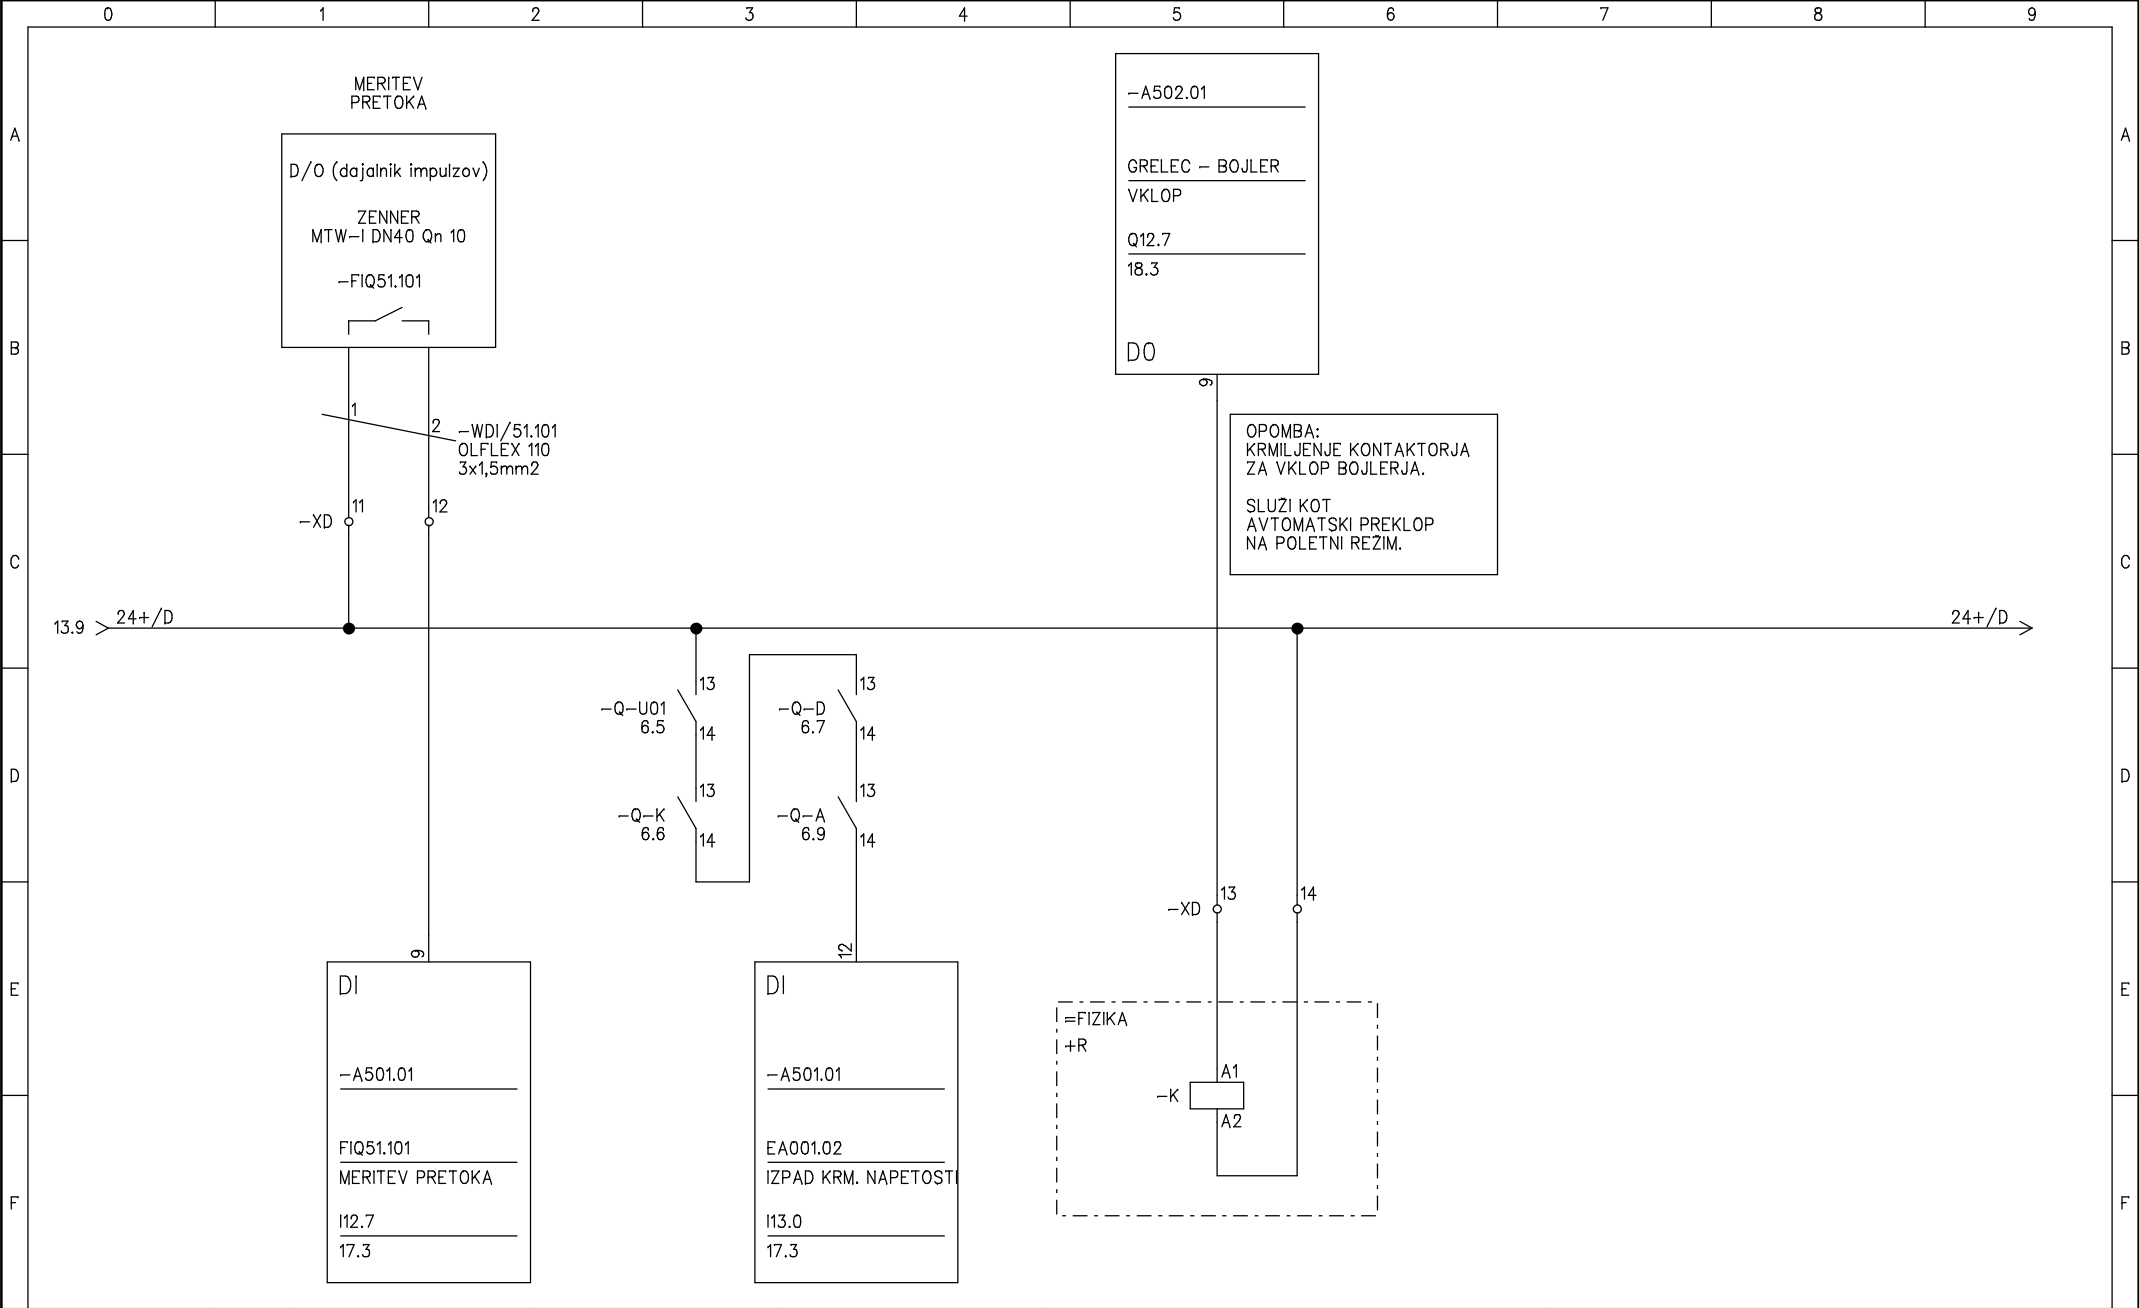 0 1 2 3 4 5 6 7 8 9
A
B
C
D
E
F
A
B
C
D
E
F
MERITEV
PRETOKA
D/O (dajalnik impulzov)
ZENNER
MTW-I DN40 Qn 10
-FIQ51.101
1
2
-WDI/51.101
OLFLEX 110
3x1,5mm2
-XD
11
12
-A502.01
GRELEC - BOJLER
VKLOP
Q12.7
18.3
DO
9
OPOMBA:
KRMILJENJE KONTAKTORJA
ZA VKLOP BOJLERJA.
SLUŽI KOT
AVTOMATSKI PREKLOP
NA POLETNI REŽIM.
13.9
24+/D
24+/D
-Q-U01
6.5
13
14
-Q-K
6.6
13
14
-Q-D
6.7
13
14
-Q-A
6.9
13
14
9
DI
-A501.01
FIQ51.101
MERITEV PRETOKA
I12.7
17.3
12
DI
-A501.01
EA001.02
IZPAD KRM. NAPETOSTI
I13.0
17.3
-XD
13
14
=FIZIKA
+R
-K
A1
A2